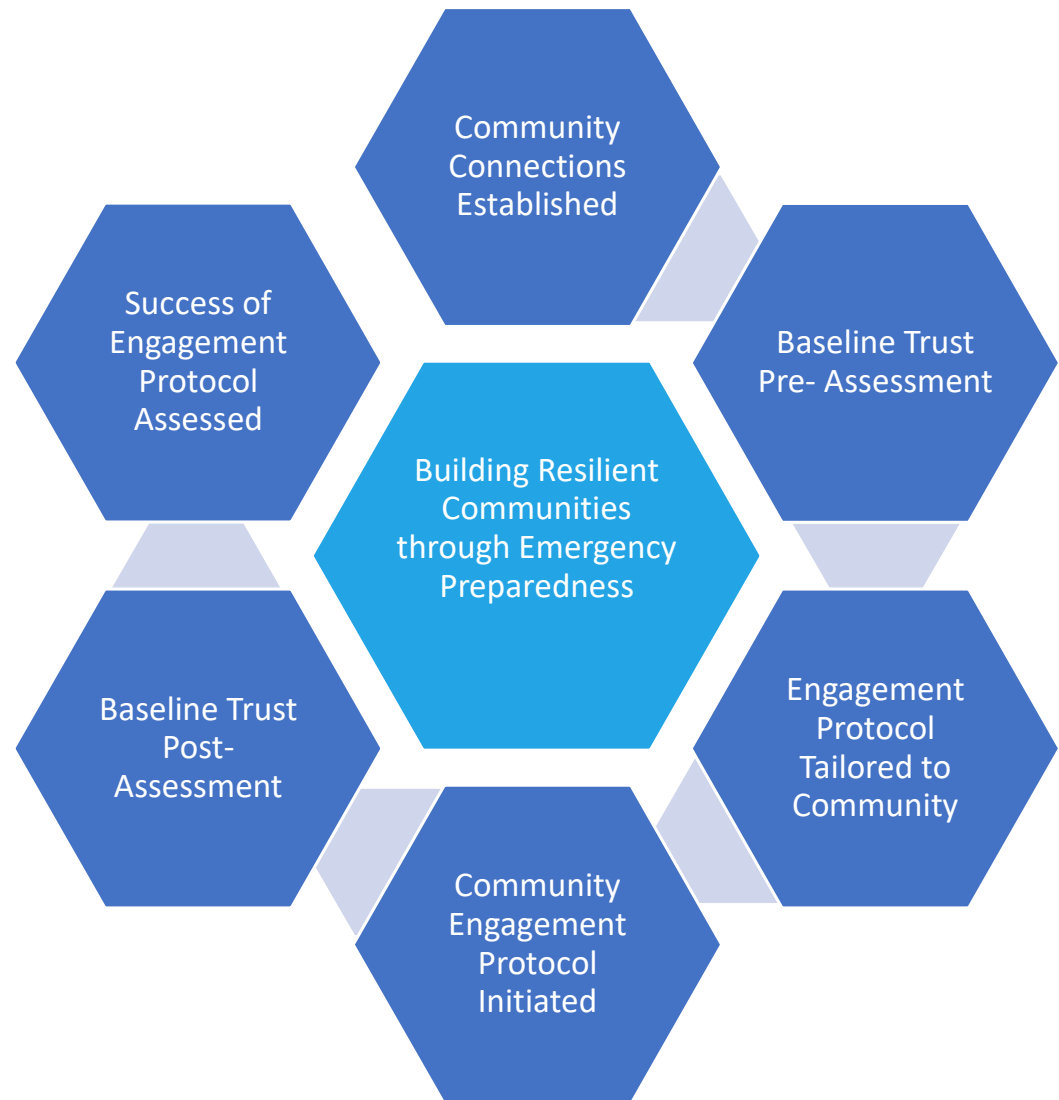 Community
Connections
Established
Baseline Trust
Pre- Assessment
Engagement
Protocol
Tailored to
Community
Community
Engagement
Protocol
Initiated
Baseline Trust
Post-
Assessment
Success of
Engagement
Protocol
Assessed
Building Resilient
Communities
through Emergency
Preparedness